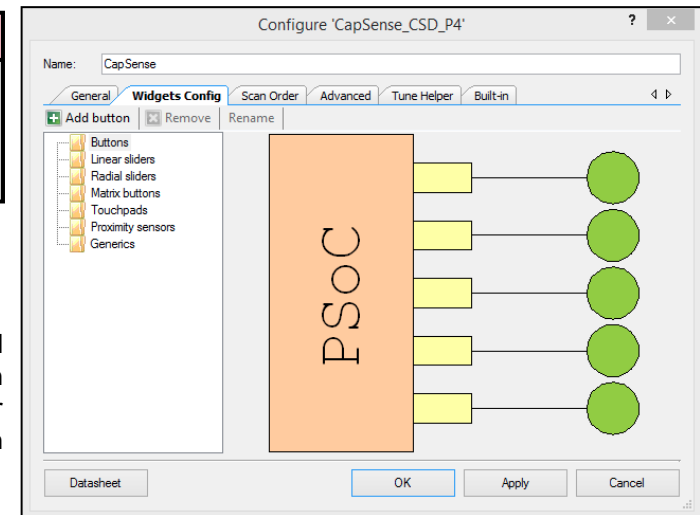 Configure 'CapSense_CSD_P4'
?
Name: CapSense
General Widgets Config Scan Order Advanced Tune Helper Built-in
Add button Remove Rename
Buttons
Linear sliders
Radial sliders
Matrix buttons
Touchpads
Proximity sensors
Generics
PSoC
Datasheet OK Apply Cancel